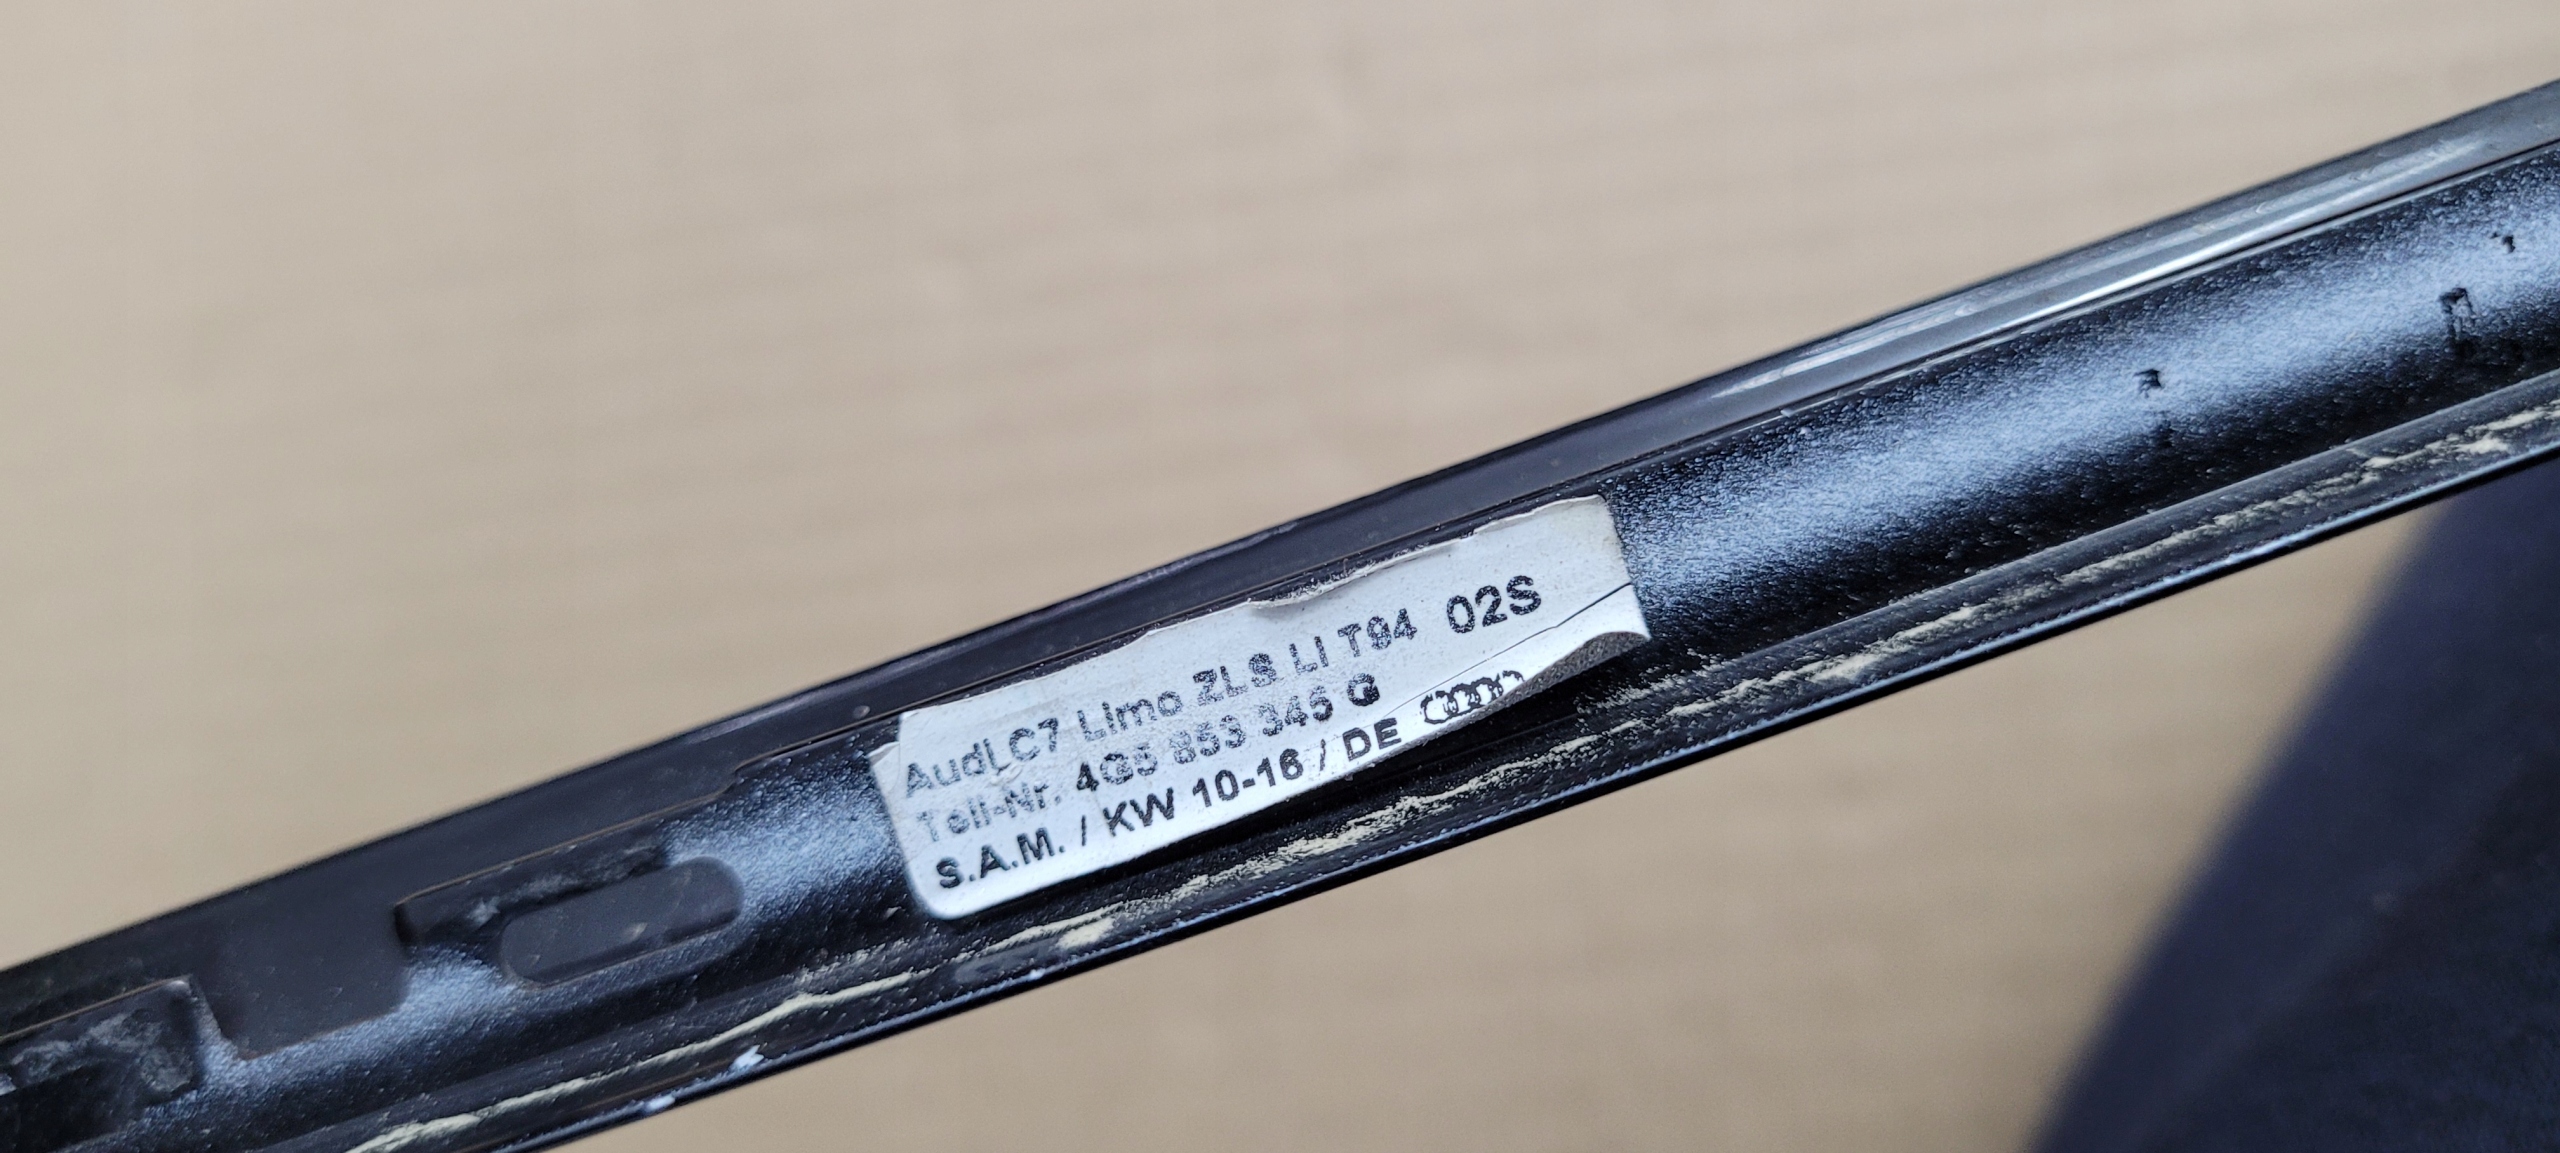 Audi C7 Limo ZLS LI T94 02S
Teil-Nr. 4G5 853 345 G
S.A.M. / KW 10-16 / DE